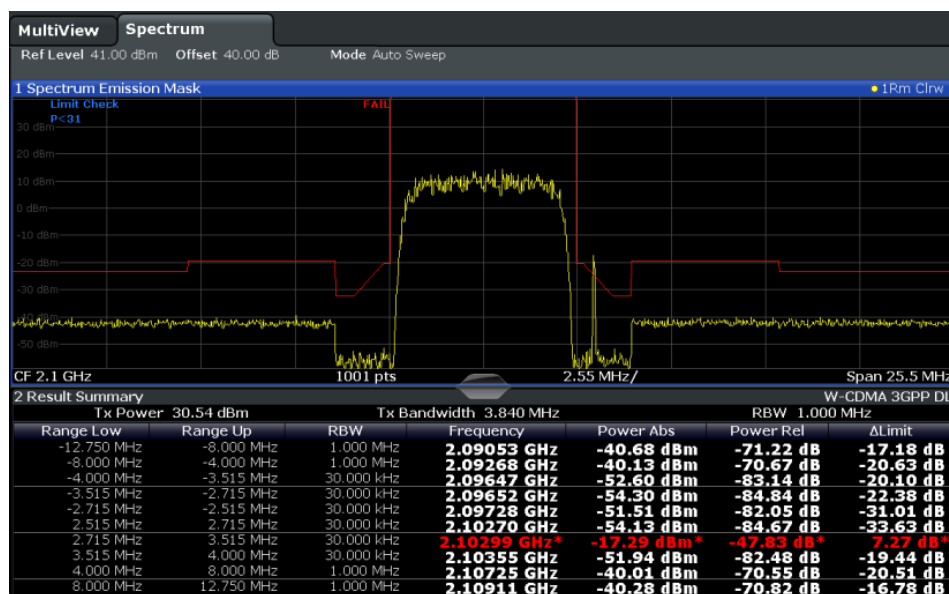 MultiView Spectrum
Ref Level 41.00 dBm Offset 40.00 dB Mode Auto Sweep
1 Spectrum Emission Mask 1Rm Clrw
Limit Check FAIL
P<31
30 dBm
20 dBm
10 dBm
0 dBm
-10 dBm
-20 dBm
-30 dBm
-40 dBm
-50 dBm
CF 2.1 GHz 1001 pts 2.55 MHz/ Span 25.5 MHz
2 Result Summary W-CDMA 3GPP DL
Tx Power 30.54 dBm Tx Bandwidth 3.840 MHz RBW 1.000 MHz
Range Low Range Up RBW Frequency Power Abs Power Rel ΔLimit
-12.750 MHz -8.000 MHz 1.000 MHz 2.09053 GHz -40.68 dBm -71.22 dB -17.18 dB
-8.000 MHz -4.000 MHz 1.000 MHz 2.09268 GHz -40.13 dBm -70.67 dB -20.63 dB
-4.000 MHz -3.515 MHz 30.000 kHz 2.09647 GHz -52.60 dBm -83.14 dB -20.10 dB
-3.515 MHz -2.715 MHz 30.000 kHz 2.09652 GHz -54.30 dBm -84.84 dB -22.38 dB
-2.715 MHz -2.515 MHz 30.000 kHz 2.09728 GHz -51.51 dBm -82.05 dB -31.01 dB
2.515 MHz 2.715 MHz 30.000 kHz 2.10270 GHz -54.13 dBm -84.67 dB -33.63 dB
2.715 MHz 3.515 MHz 30.000 kHz 2.10299 GHz* -17.29 dBm* -47.83 dB* 7.27 dB*
3.515 MHz 4.000 MHz 30.000 kHz 2.10355 GHz -51.94 dBm -82.48 dB -19.44 dB
4.000 MHz 8.000 MHz 1.000 MHz 2.10725 GHz -40.01 dBm -70.55 dB -20.51 dB
8.000 MHz 12.750 MHz 1.000 MHz 2.10911 GHz -40.28 dBm -70.82 dB -16.78 dB